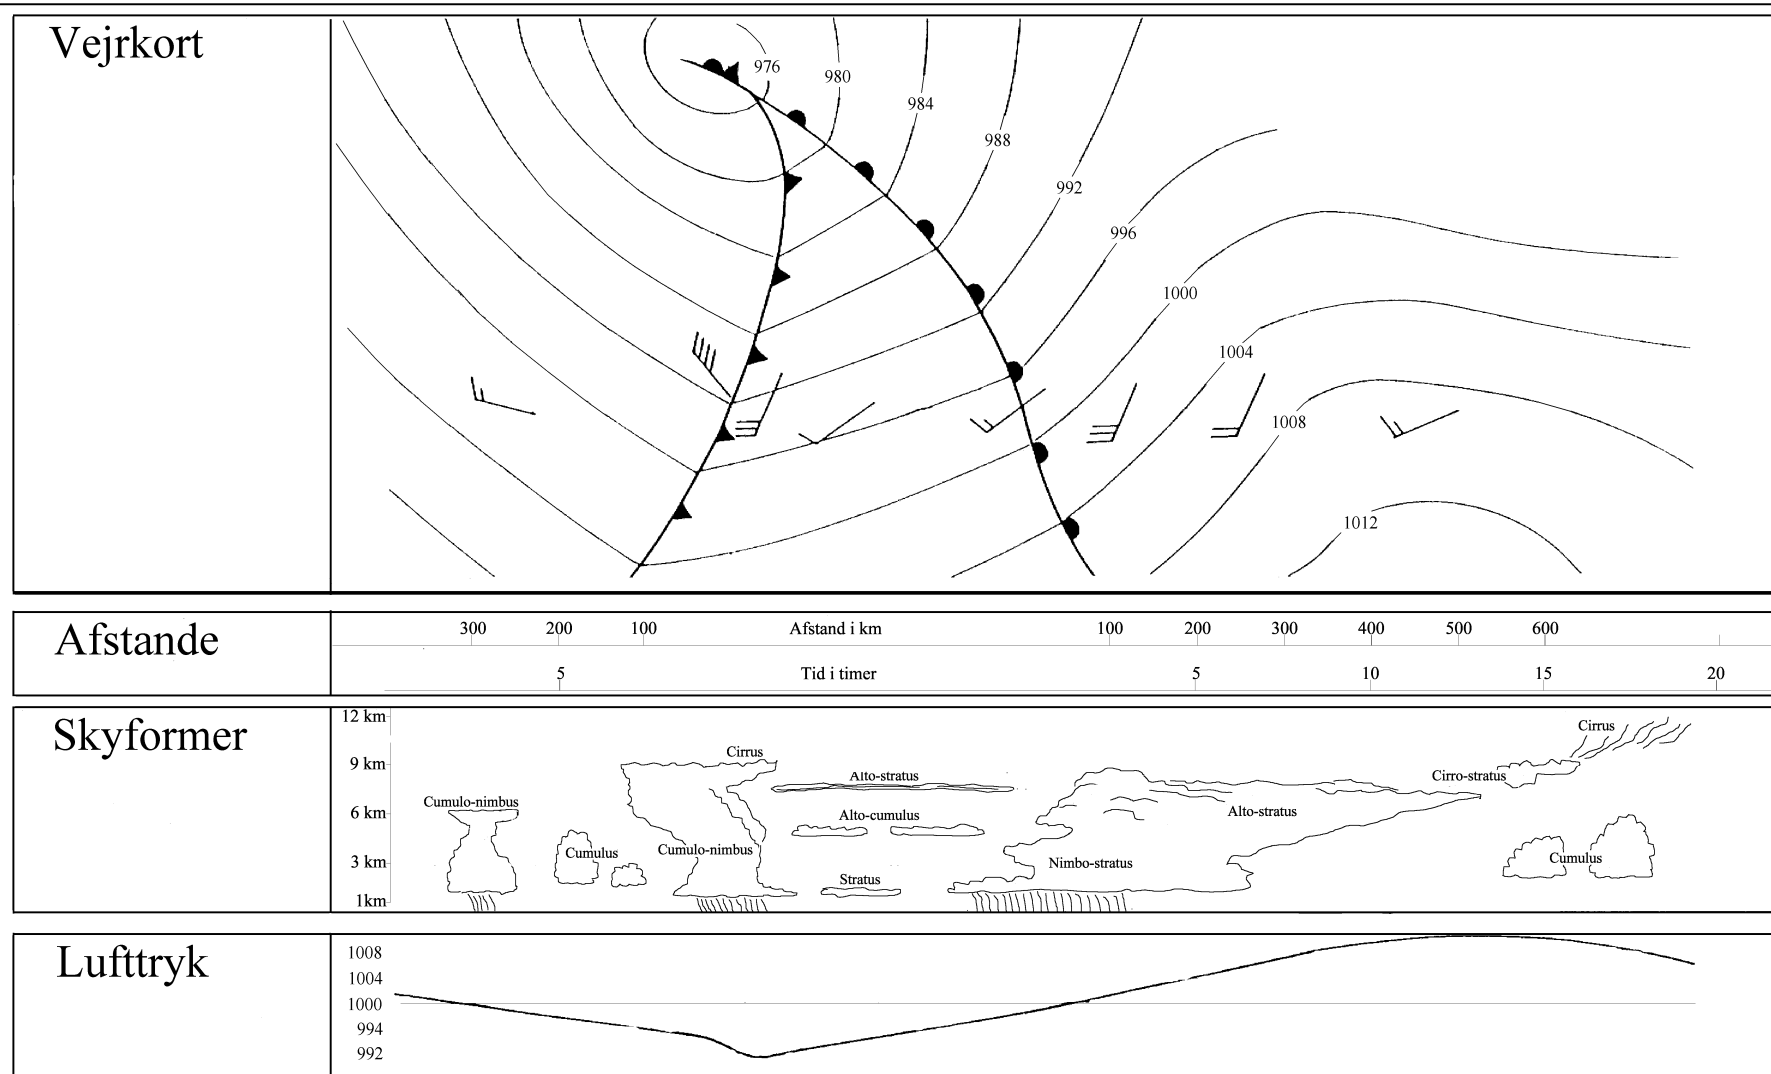 Vejrkort
976
980
984
988
992
996
1000
1004
1008
1012
Afstande
300 200 100 Afstand i km 100 200 300 400 500 600
5 Tid i timer 5 10 15 20
Skyformer
12 km
9 km
6 km
3 km
1km
Cirrus
Cirrus
Alto-stratus
Cirro-stratus
Cumulo-nimbus
Alto-cumulus
Alto-stratus
Cumulus
Cumulo-nimbus
Nimbo-stratus
Cumulus
Stratus
Lufttryk
1008
1004
1000
994
992